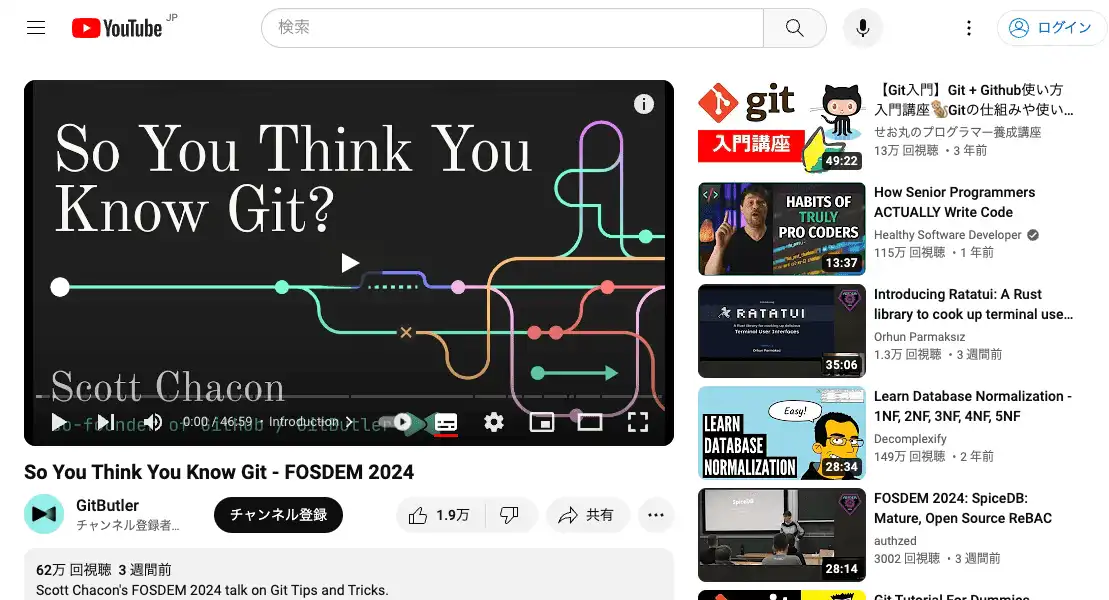 YouTube JP
検索
ログイン
So You Think You
Know Git?
Scott Chacon
co-founder of GitHub / GitButler
0:00 / 46:59 • Introduction
So You Think You Know Git - FOSDEM 2024
GitButler
チャンネル登録者…
チャンネル登録
1.9万
共有
62万 回視聴 3 週間前
Scott Chacon's FOSDEM 2024 talk on Git Tips and Tricks.
git
入門講座
49:22
【Git入門】Git + Github使い方
入門講座🐿️Gitの仕組みや使い…
せお丸のプログラマー養成講座
13万 回視聴 ・3 年前
HABITS OF
TRULY
PRO CODERS
13:37
How Senior Programmers
ACTUALLY Write Code
Healthy Software Developer
115万 回視聴 ・1 年前
RATATUI
Terminal User Interfaces
Orhun Parmaksız
35:06
Introducing Ratatui: A Rust
library to cook up terminal use…
Orhun Parmaksız
1.3万 回視聴 ・3 週間前
Easy!
LEARN
DATABASE
NORMALIZATION
28:34
Learn Database Normalization -
1NF, 2NF, 3NF, 4NF, 5NF
Decomplexify
149万 回視聴 ・2 年前
SpiceDB
28:14
FOSDEM 2024: SpiceDB:
Mature, Open Source ReBAC
authzed
3002 回視聴 ・3 週間前
Git Tutorial For Dummies